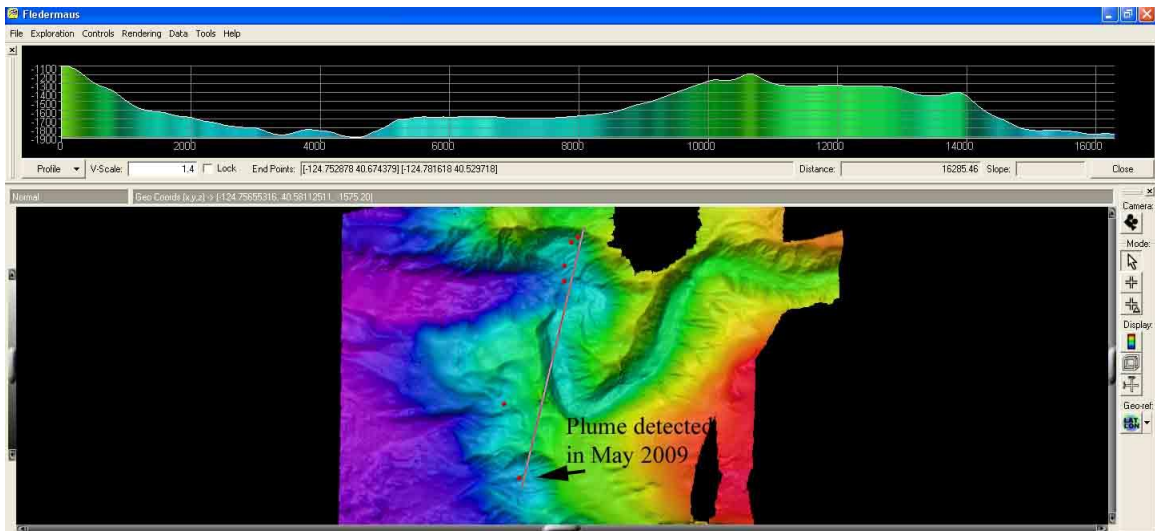 Fledermaus
File Exploration Controls Rendering Data Tools Help
-1100
-1200
-1300
-1400
-1500
-1600
-1700
-1800
-1900
0 2000 4000 6000 8000 10000 12000 14000 16000
Profile V-Scale: 1.4 Lock End Points: [-124.752878 40.674379] [-124.781618 40.529718] Distance: 16285.46 Slope: Close
Normal Geo Coords [x,y,z] -> [-124.75655316, 40.58112511, 1575.20]
Camera:
Mode:
Display:
Geo-ref:
LAT
LON
Plume detected
in May 2009